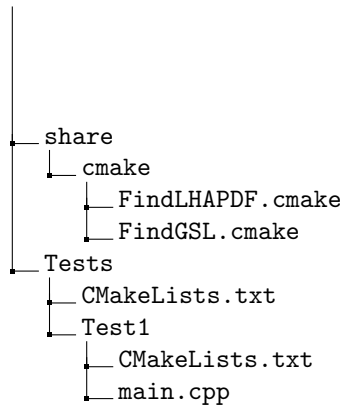 share
cmake
FindLHAPDF.cmake
FindGSL.cmake
Tests
CMakeLists.txt
Test1
CMakeLists.txt
main.cpp